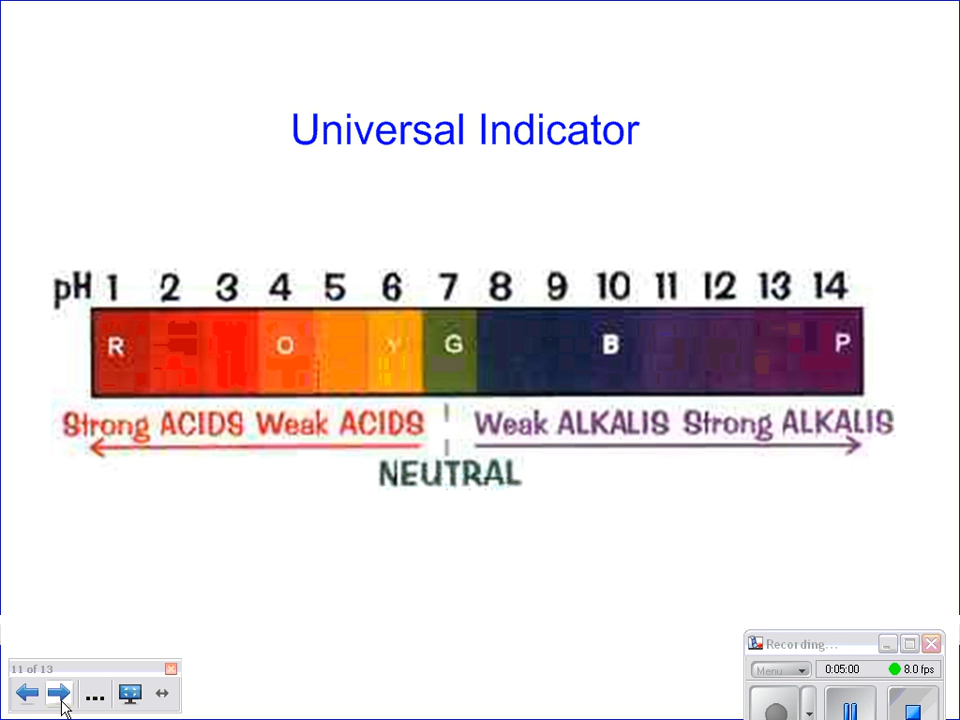 Universal Indicator
pH 1 2 3 4 5 6 7 8 9 10 11 12 13 14
R O Y G B P
Strong ACIDS Weak ACIDS Weak ALKALIS Strong ALKALIS
NEUTRAL
11 of 13
...
Recording...
Menu 0:05:00 8.0 fps